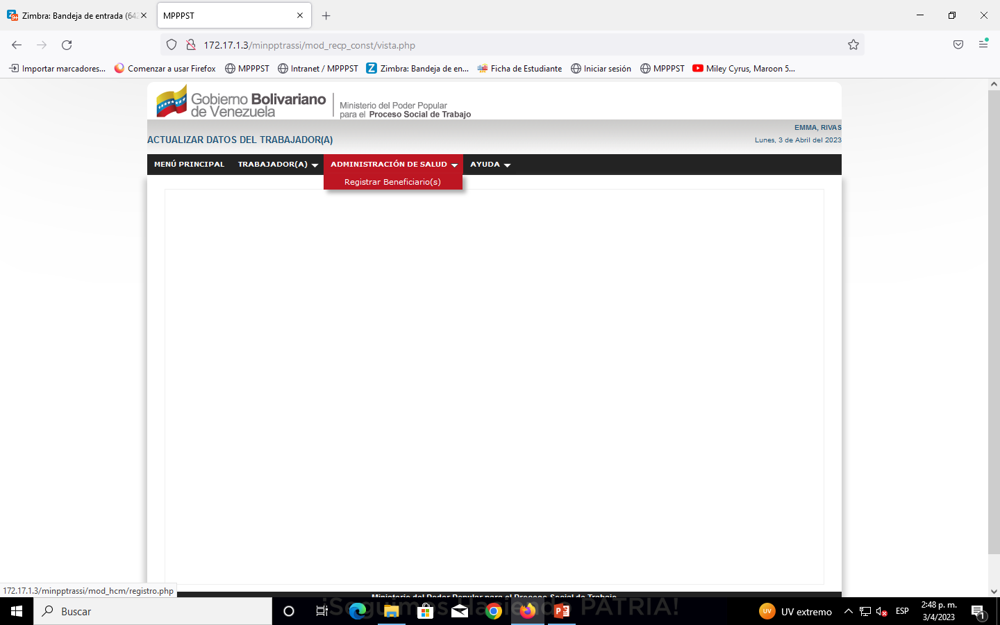 Zimbra: Bandeja de entrada (642
MPPPST
172.17.1.3/minpptrassi/mod_recp_const/vista.php
Importar marcadores...
Comenzar a usar Firefox
MPPPST
Intranet / MPPPST
Zimbra: Bandeja de en...
Ficha de Estudiante
Iniciar sesión
MPPPST
Miley Cyrus, Maroon 5...
Gobierno Bolivariano
de Venezuela
Ministerio del Poder Popular
para el Proceso Social de Trabajo
EMMA, RIVAS
ACTUALIZAR DATOS DEL TRABAJADOR(A)
Lunes, 3 de Abril del 2023
MENÚ PRINCIPAL
TRABAJADOR(A)
ADMINISTRACIÓN DE SALUD
AYUDA
Registrar Beneficiario(s)
172.17.1.3/minpptrassi/mod_hcm/registro.php
Ministerio del Poder Popular para el Proceso Social de Trabajo
¡Seguimos Haciendo PATRIA!
Buscar
UV
UV extremo
ESP
2:48 p. m.
3/4/2023
1